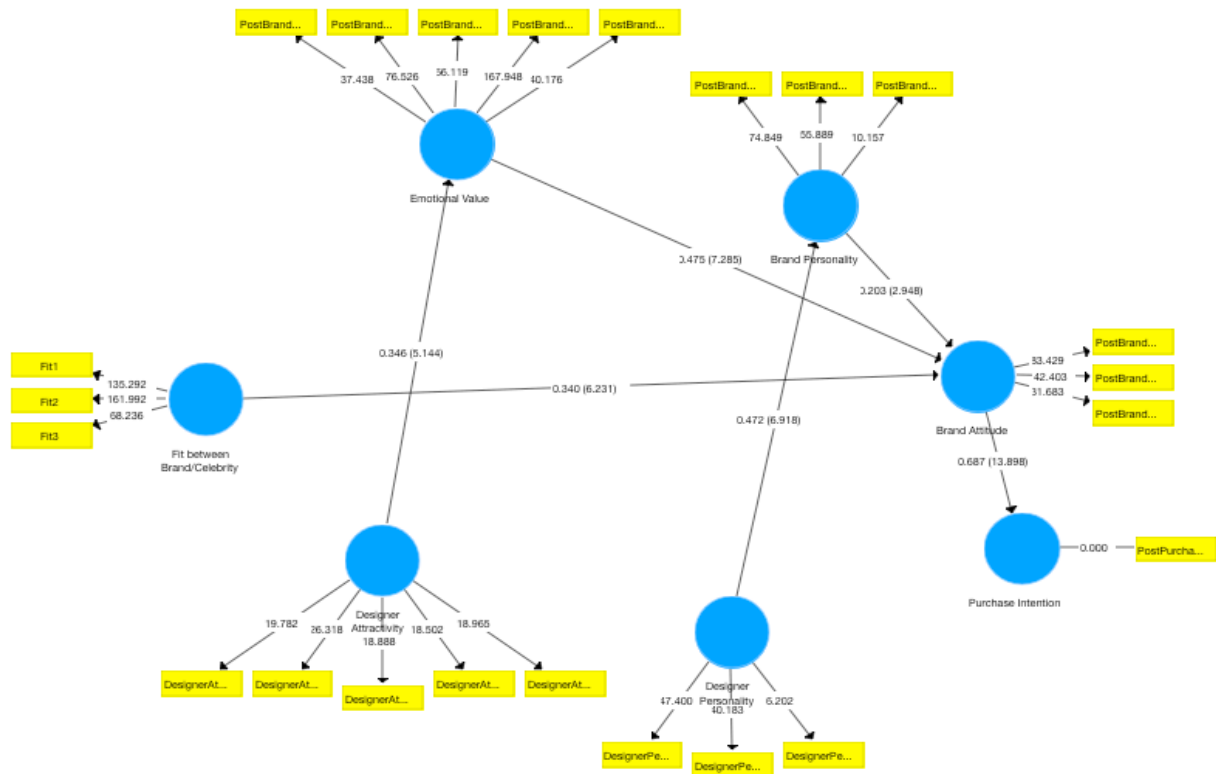 PostBrand... PostBrand... PostBrand... PostBrand... PostBrand...
37.438 76.526 56.119 167.948 40.176
PostBrand... PostBrand... PostBrand...
74.849 55.889 10.157
Emotional Value
Brand Personality
0.475 (7.285)
0.203 (2.948)
0.346 (5.144)
PostBrand...
83.429
PostBrand...
42.403
PostBrand...
31.683
Fit1
135.292
Fit2
161.992
Fit3
68.236
0.340 (6.231)
0.472 (6.918)
Brand Attitude
Fit between
Brand/Celebrity
0.687 (13.898)
0.000
PostPurcha...
Purchase Intention
Designer
Attractivity
19.782 26.318 18.888 18.502 18.965
DesignerAt... DesignerAt... DesignerAt... DesignerAt... DesignerAt...
Designer
Personality
47.400 40.183 6.202
DesignerPe... DesignerPe... DesignerPe...